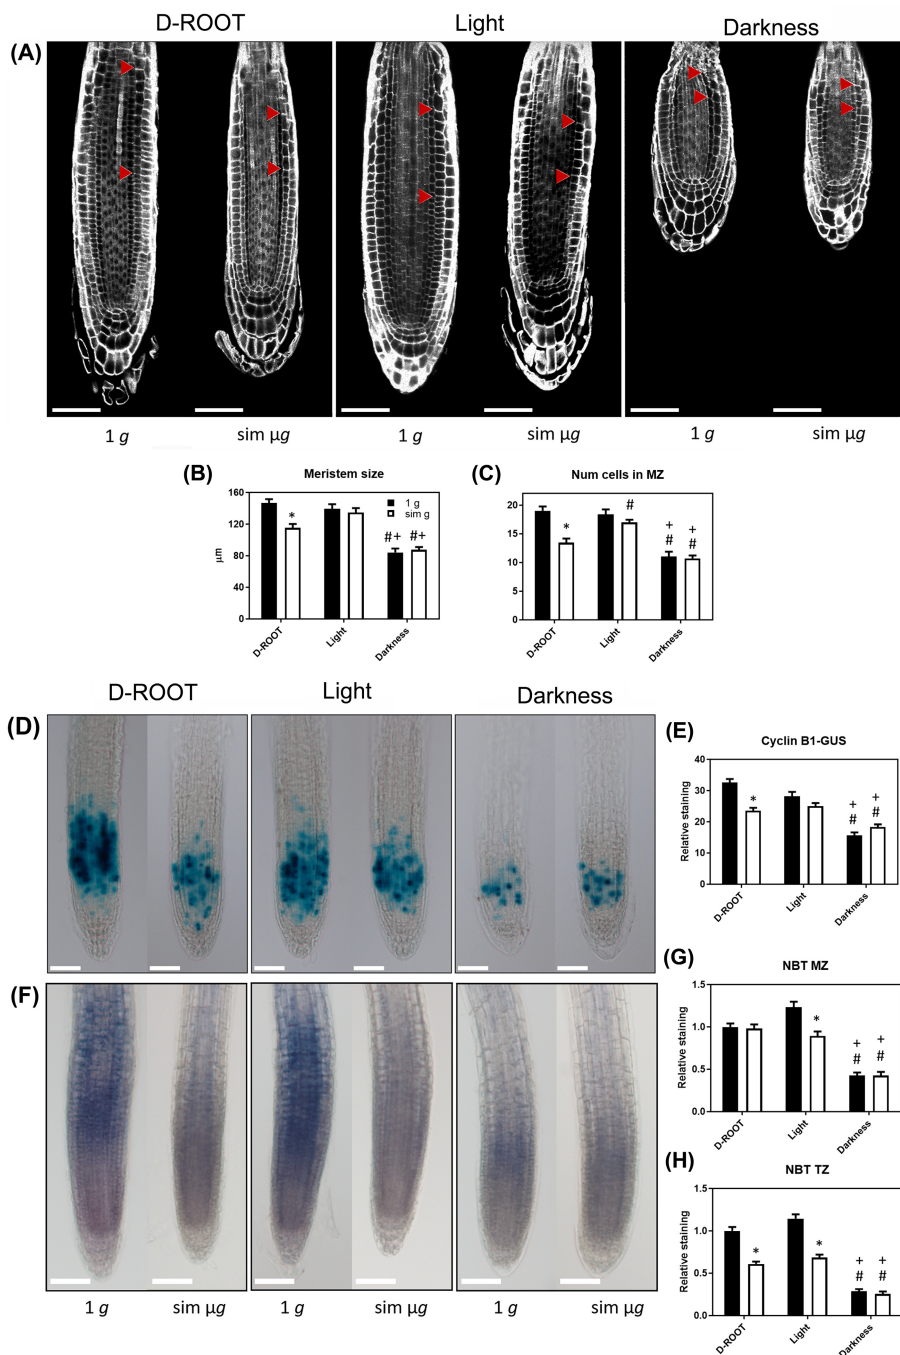 D-ROOT Light Darkness
(A)
1 g sim µg 1 g sim µg 1 g sim µg
(B) Meristem size
160
120
80
40
0
µm
1 g
sim g
*
#+ #+
D-ROOT Light Darkness
(C) Num cells in MZ
20
15
10
5
0
*
#
+ +
# #
D-ROOT Light Darkness
D-ROOT Light Darkness
(D)
(E) Cyclin B1-GUS
40
30
20
10
0
Relative staining
*
+ +
# #
D-ROOT Light Darkness
(F)
1 g sim µg 1 g sim µg 1 g sim µg
(G) NBT MZ
1.5
1.0
0.5
0.0
Relative staining
*
+ +
# #
D-ROOT Light Darkness
(H) NBT TZ
1.5
1.0
0.5
0.0
Relative staining
* *
+ +
# #
D-ROOT Light Darkness